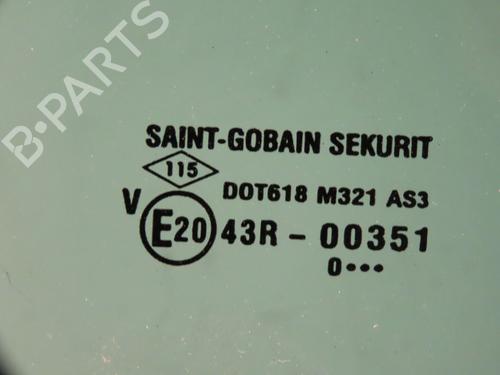 B·PARTS
SAINT-GOBAIN SEKURIT
115
DOT618 M321 AS3
V
E20 43R - 00351
0•••